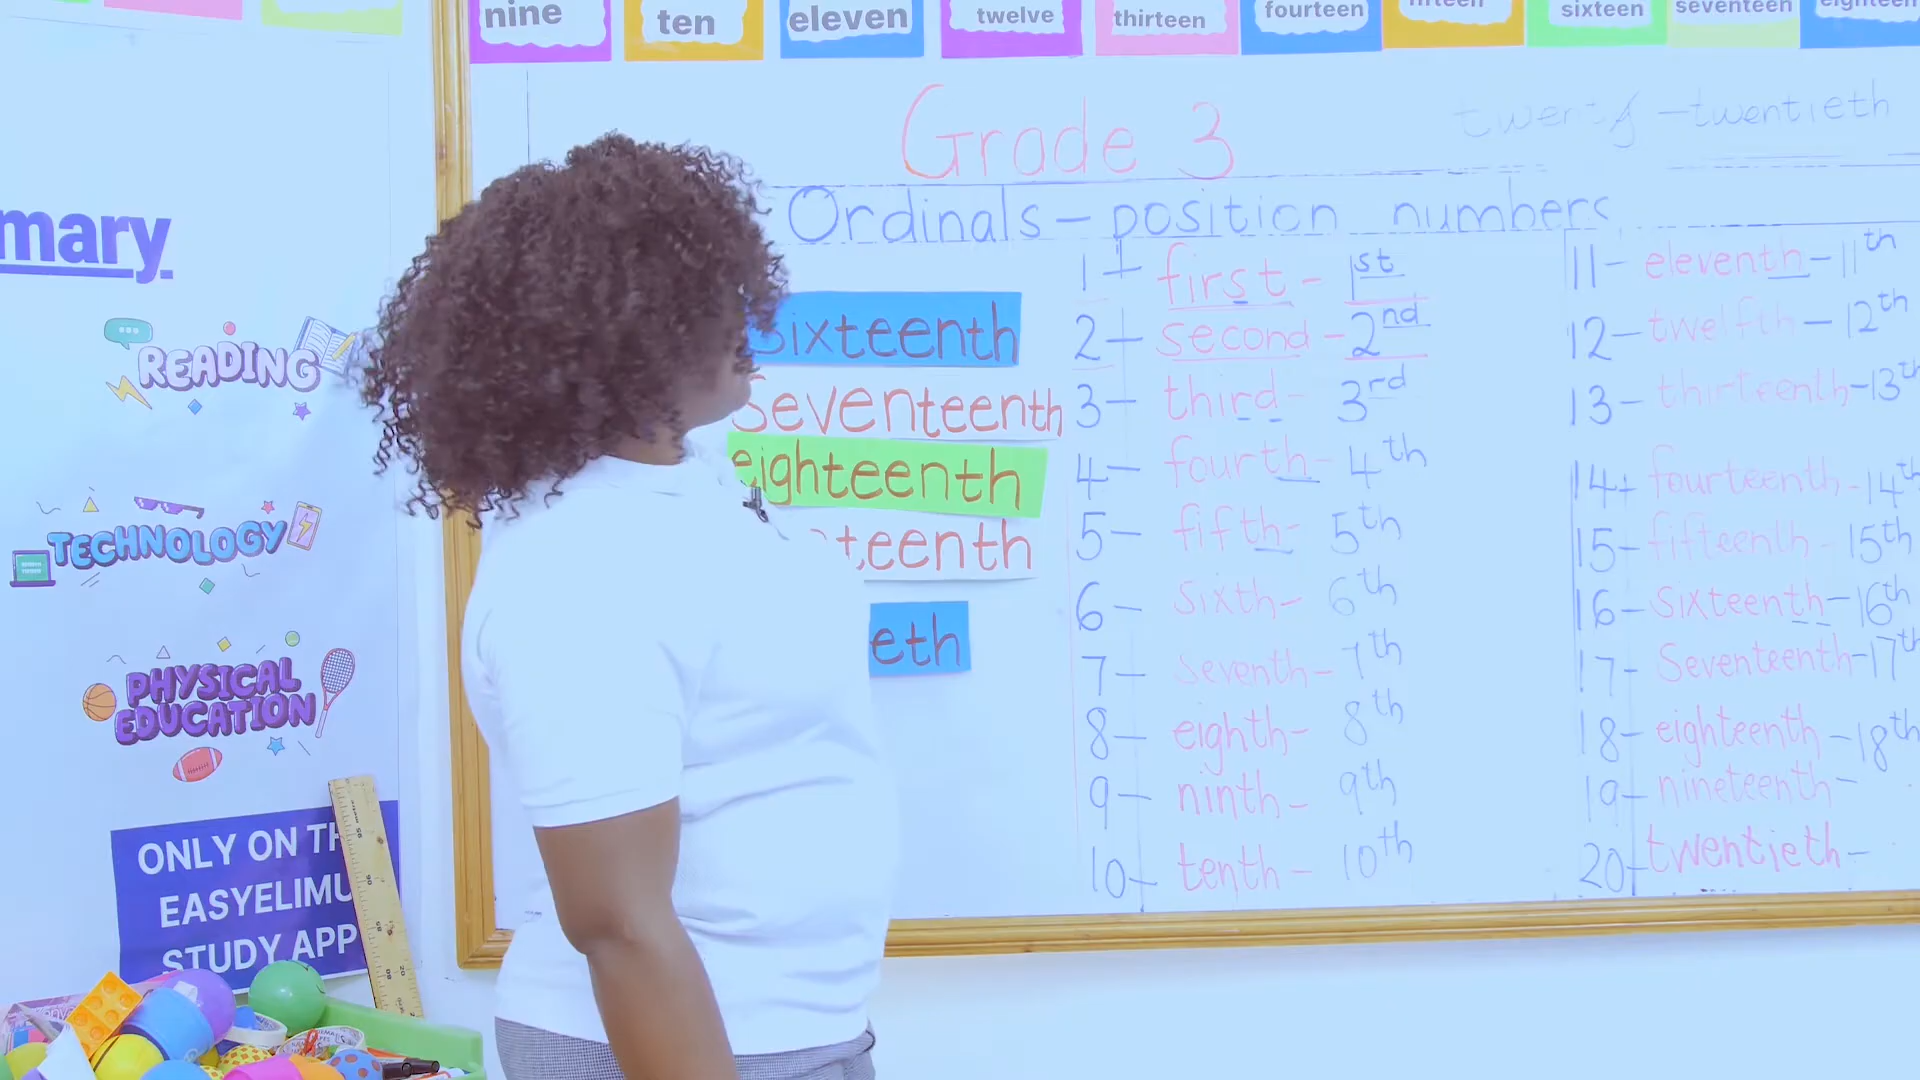 nine
ten
eleven
twelve
thirteen
fourteen
fifteen
sixteen
seventeen
eighteen
mary
READING
TECHNOLOGY
PHYSICAL
EDUCATION
ONLY ON TH
EASYELIMU
STUDY APP
Grade 3
twenty - twentieth
Ordinals - position numbers
Sixteenth
Seventeenth
eighteenth
teenth
eth
1 - first - 1st
2 - second - 2nd
3 - third - 3rd
4 - fourth - 4th
5 - fifth - 5th
6 - sixth - 6th
7 - seventh - 7th
8 - eighth - 8th
9 - ninth - 9th
10 - tenth - 10th
11 - eleventh - 11th
12 - twelfth - 12th
13 - thirteenth - 13th
14 - fourteenth - 14th
15 - fifteenth - 15th
16 - sixteenth - 16th
17 - Seventeenth - 17th
18 - eighteenth - 18th
19 - nineteenth -
20 - twentieth -